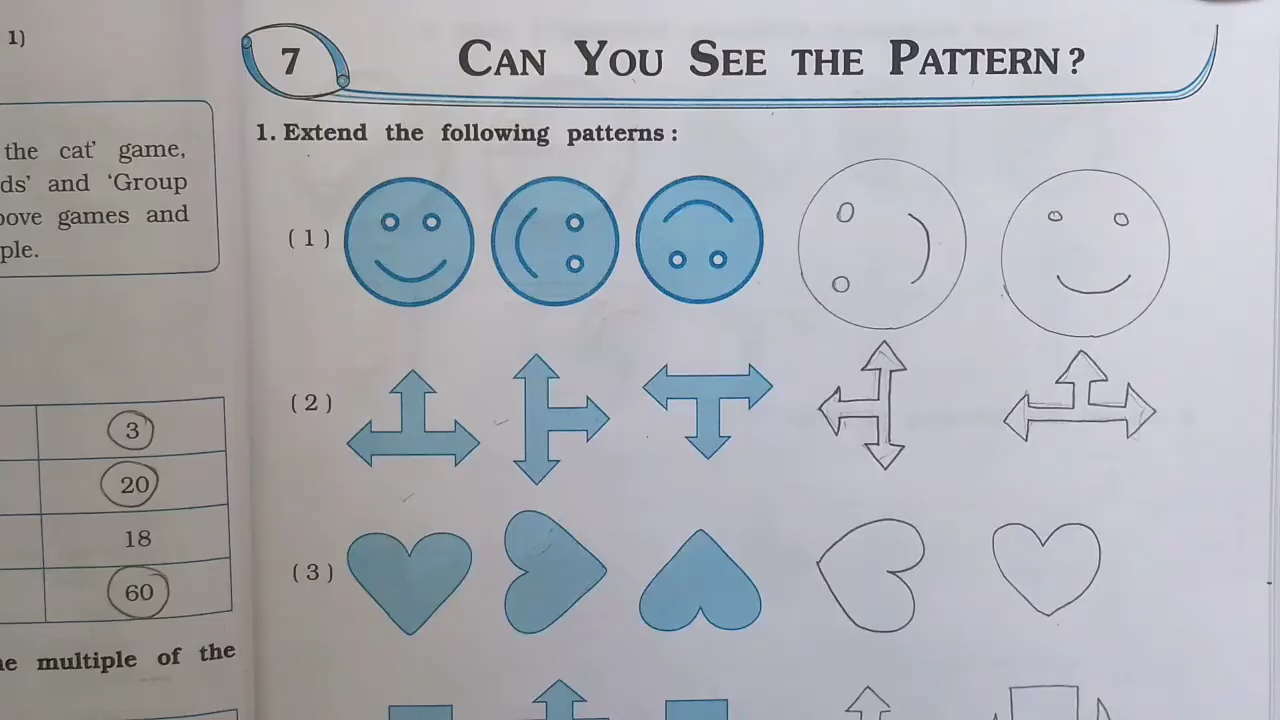 1)
the cat’ game,
ds’ and ‘Group
ove games and
ple.
3
20
18
60
e multiple of the
7
CAN YOU SEE THE PATTERN?
1. Extend the following patterns :
( 1 )
( 2 )
( 3 )